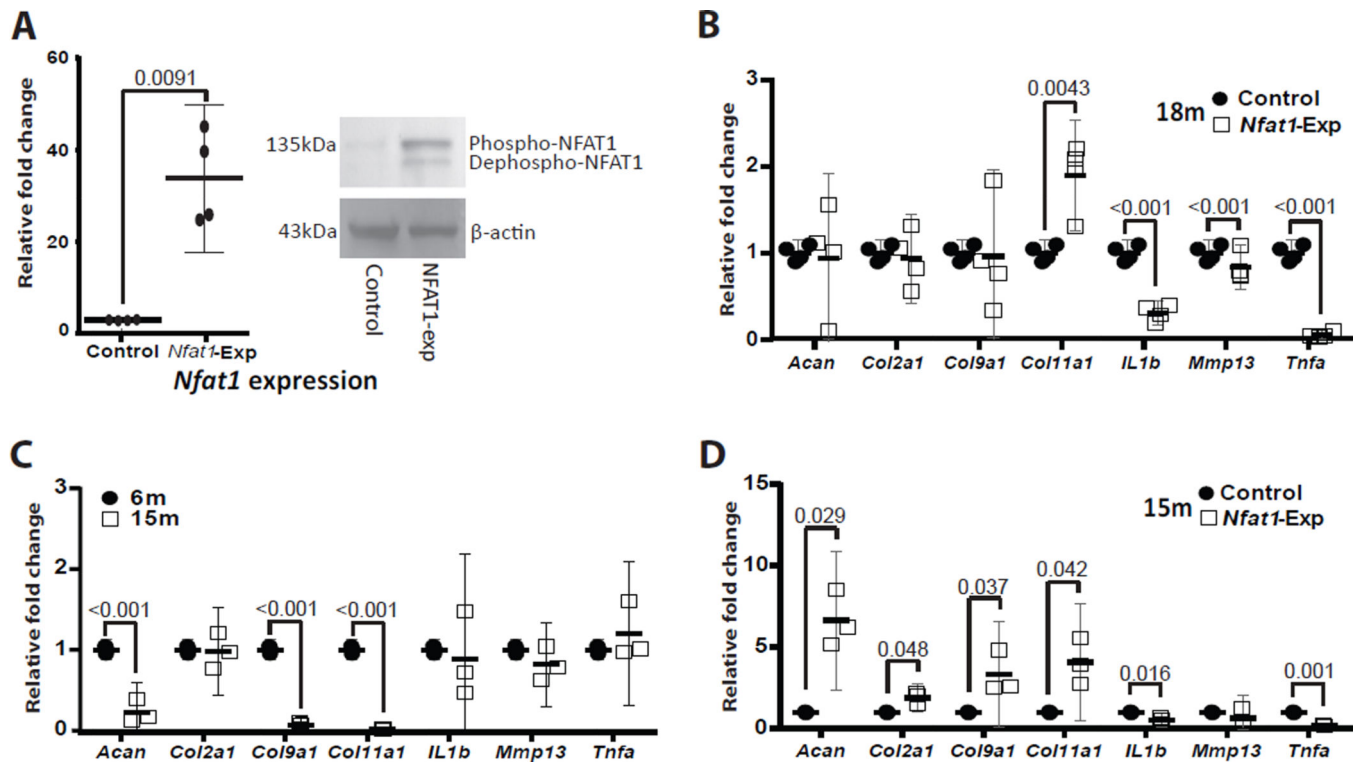 A
Relative fold change
60
40
20
0
0.0091
Control Nfat1-Exp
Nfat1 expression
135kDa
43kDa
Phospho-NFAT1
Dephospho-NFAT1
β-actin
Control
NFAT1-exp
B
Relative fold change
3
2
1
0
18m
Control
Nfat1-Exp
0.0043
<0.001
<0.001
<0.001
Acan Col2a1 Col9a1 Col11a1 IL1b Mmp13 Tnfa
C
Relative fold change
3
2
1
0
6m
15m
<0.001
<0.001
<0.001
Acan Col2a1 Col9a1 Col11a1 IL1b Mmp13 Tnfa
D
Relative fold change
15
10
5
0
15m
Control
Nfat1-Exp
0.029
0.048
0.037
0.042
0.016
0.001
Acan Col2a1 Col9a1 Col11a1 IL1b Mmp13 Tnfa